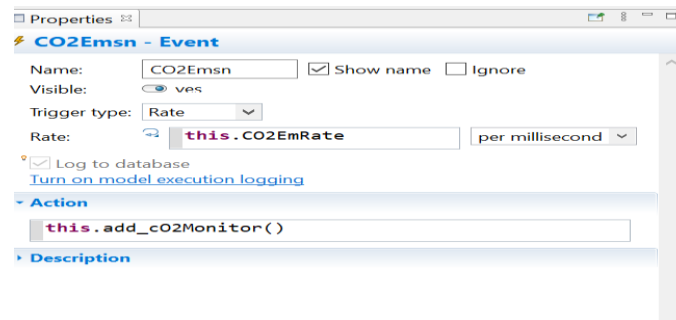 Properties
CO2Emsn - Event
Name: CO2Emsn Show name Ignore
Visible: yes
Trigger type: Rate
Rate: this.CO2EmRate per millisecond
Log to database
Turn on model execution logging
Action
this.add_cO2Monitor()
Description